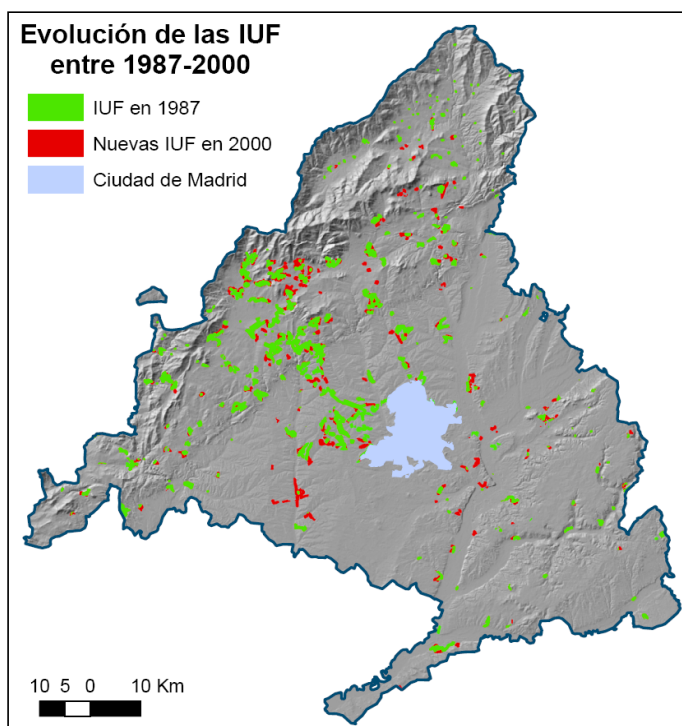 Evolución de las IUF
entre 1987-2000
IUF en 1987
Nuevas IUF en 2000
Ciudad de Madrid
10 5 0 10 Km